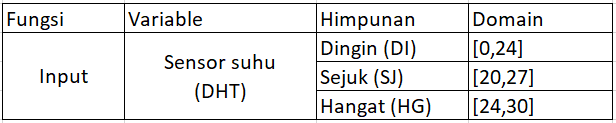 Fungsi Variable Himpunan Domain
Input Sensor suhu (DHT) Dingin (DI) [0,24]
Sejuk (SJ) [20,27]
Hangat (HG) [24,30]